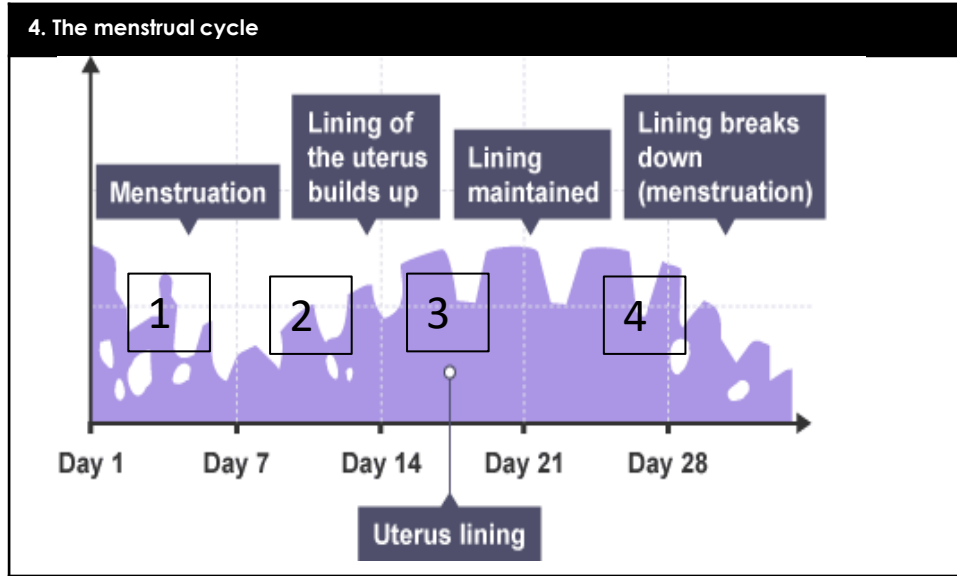 4. The menstrual cycle
Menstruation
Lining of
the uterus
builds up
Lining
maintained
Lining breaks
down
(menstruation)
1
2
3
4
Day 1
Day 7
Day 14
Day 21
Day 28
Uterus lining